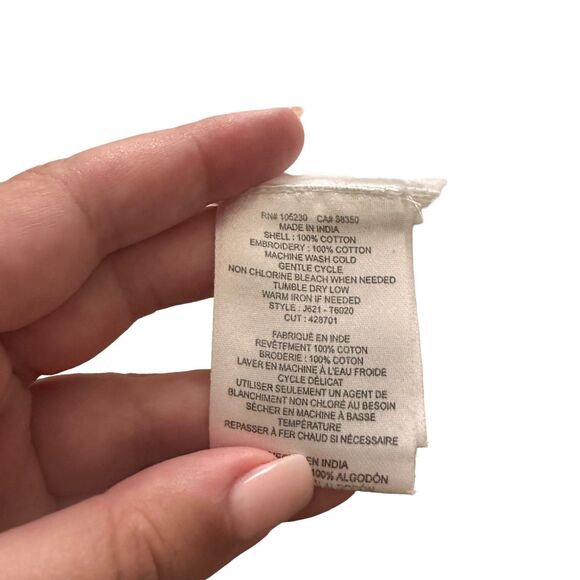 RN# 105230 CA# 38350
MADE IN INDIA
SHELL : 100% COTTON
EMBROIDERY : 100% COTTON
MACHINE WASH COLD
GENTLE CYCLE
NON CHLORINE BLEACH WHEN NEEDED
TUMBLE DRY LOW
WARM IRON IF NEEDED
STYLE : J621 - T6020
CUT : 428701
FABRIQUÉ EN INDE
REVÊTEMENT 100% COTON
BRODERIE : 100% COTON
LAVER EN MACHINE À L'EAU FROIDE
CYCLE DÉLICAT
UTILISER SEULEMENT UN AGENT DE
BLANCHIMENT NON CHLORÉ AU BESOIN
SÉCHER EN MACHINE À BASSE
TEMPÉRATURE
REPASSER À FER CHAUD SI NÉCESSAIRE
EN INDIA
100% ALGODÓN
ALGODÓN